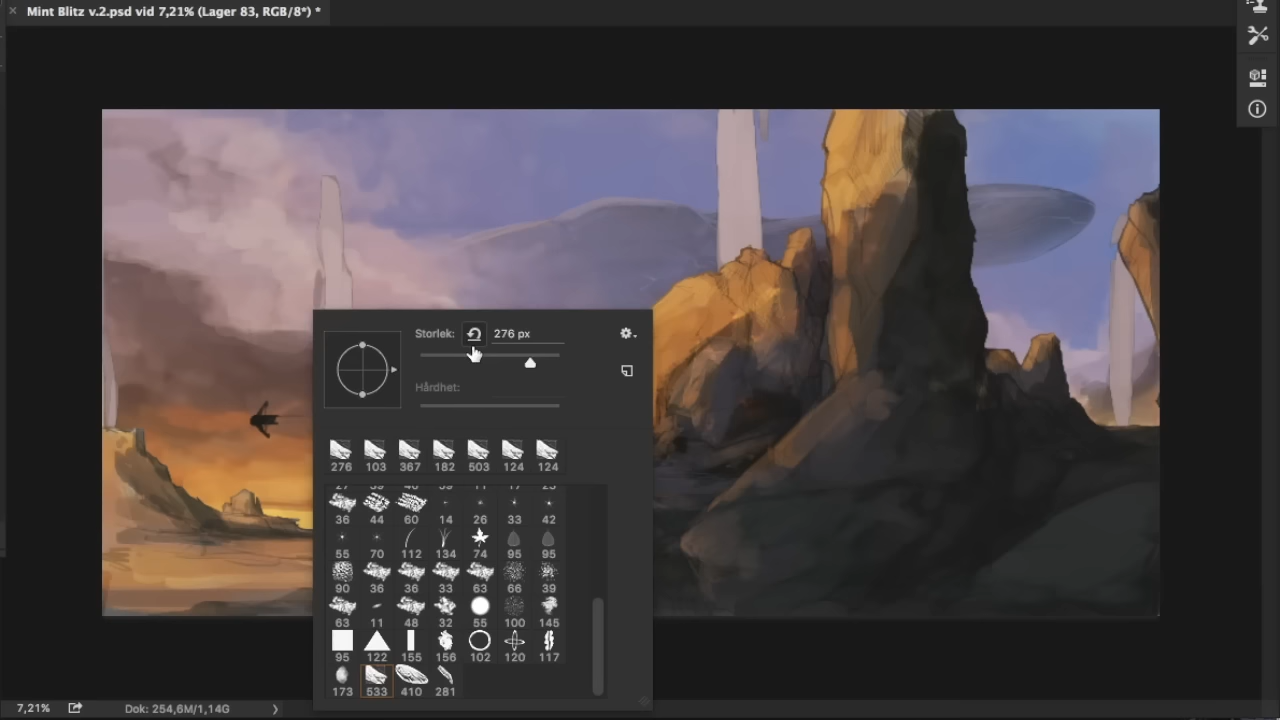 × Mint Blitz v.2.psd vid 7,21% (Lager 83, RGB/8*) *
Storlek: 276 px
Hårdhet:
276 103 367 182 503 124 124
36 44 60 14 26 33 42
55 70 112 134 74 95 95
90 36 36 33 63 66 39
63 11 48 32 55 100 145
95 122 155 156 102 120 117
173 533 410 281
7,21% Dok: 254,6M/1,14G